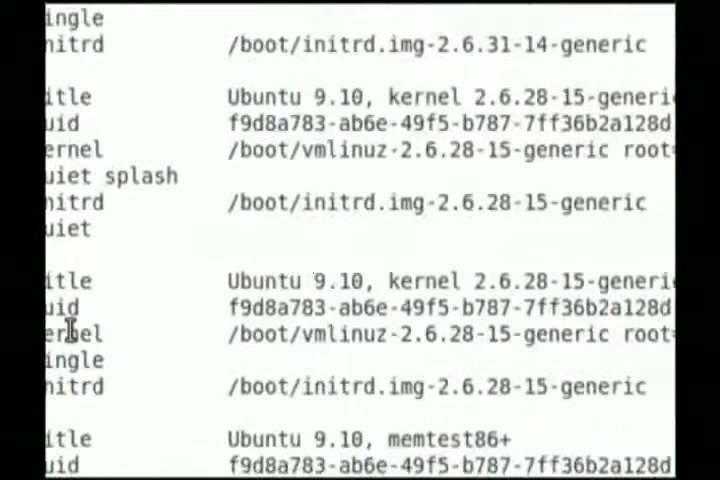 ingle
nitrd /boot/initrd.img-2.6.31-14-generic
itle Ubuntu 9.10, kernel 2.6.28-15-generi
uid f9d8a783-ab6e-49f5-b787-7ff36b2a128d
ernel /boot/vmlinuz-2.6.28-15-generic root=
uiet splash
nitrd /boot/initrd.img-2.6.28-15-generic
uiet
itle Ubuntu 9.10, kernel 2.6.28-15-generi
uid f9d8a783-ab6e-49f5-b787-7ff36b2a128d
ernel /boot/vmlinuz-2.6.28-15-generic root=
ingle
nitrd /boot/initrd.img-2.6.28-15-generic
itle Ubuntu 9.10, memtest86+
uid f9d8a783-ab6e-49f5-b787-7ff36b2a128d